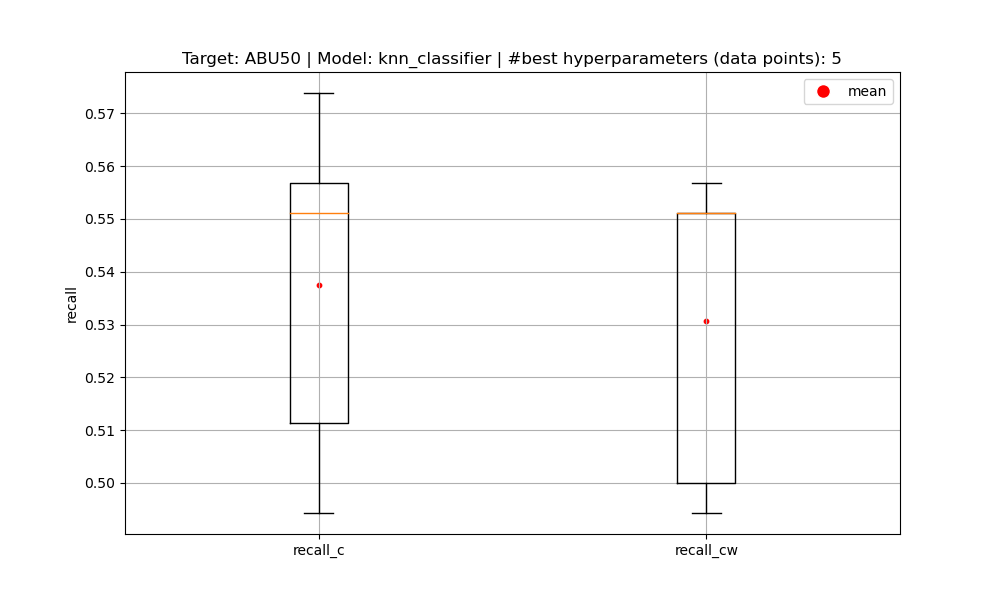 Target: ABU50 | Model: knn_classifier | #best hyperparameters (data points): 5
mean
0.57
0.56
0.55
0.54
0.53
0.52
0.51
0.50
recall
recall_c
recall_cw